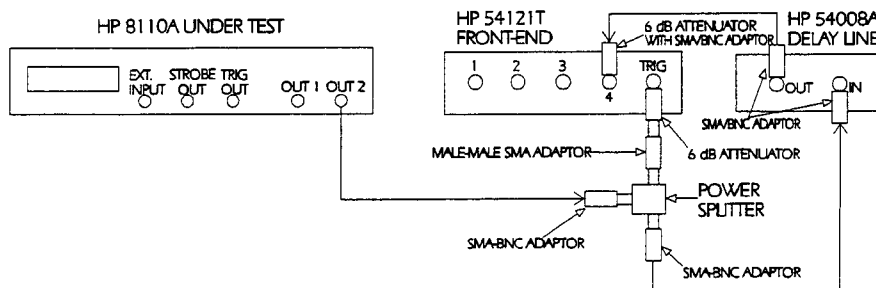 HP 8110A UNDER TEST
HP 54121T
FRONT-END
6 dB ATTENUATOR
WITH SMA/BNC ADAPTOR
HP 54008A
DELAY LINE
EXT.
INPUT
STROBE
OUT
TRIG
OUT
OUT 1
OUT 2
1
2
3
4
TRIG
OUT
IN
SMA/BNC ADAPTOR
MALE-MALE SMA ADAPTOR
6 dB ATTENUATOR
POWER
SPLITTER
SMA-BNC ADAPTOR
SMA-BNC ADAPTOR